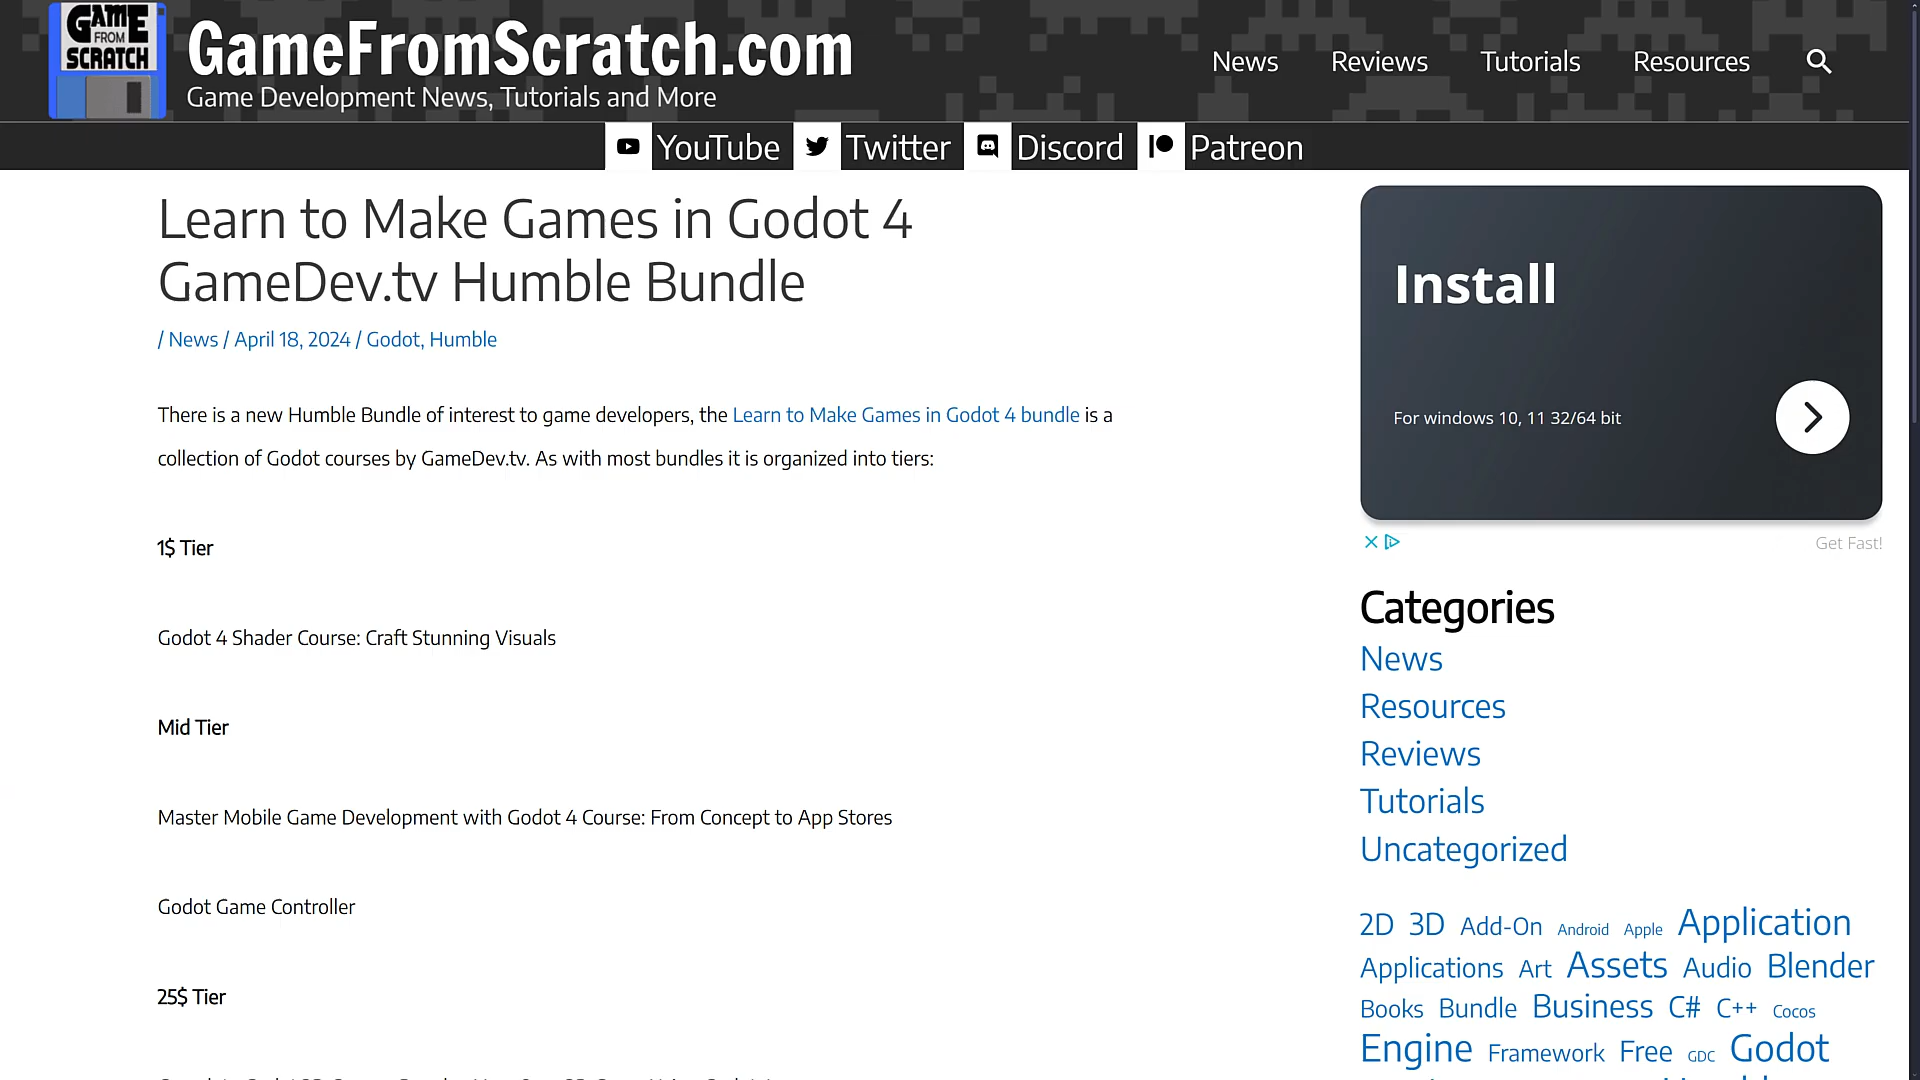 GAME
FROM
SCRATCH
GameFromScratch.com
Game Development News, Tutorials and More
News Reviews Tutorials Resources
YouTube Twitter Discord Patreon
Learn to Make Games in Godot 4
GameDev.tv Humble Bundle
/ News / April 18, 2024 / Godot, Humble
There is a new Humble Bundle of interest to game developers, the Learn to Make Games in Godot 4 bundle is a
collection of Godot courses by GameDev.tv. As with most bundles it is organized into tiers:
1$ Tier
Godot 4 Shader Course: Craft Stunning Visuals
Mid Tier
Master Mobile Game Development with Godot 4 Course: From Concept to App Stores
Godot Game Controller
25$ Tier
Install
For windows 10, 11 32/64 bit
Get Fast!
Categories
News
Resources
Reviews
Tutorials
Uncategorized
2D 3D Add-On Android Apple Application
Applications Art Assets Audio Blender
Books Bundle Business C# C++ Cocos
Engine Framework Free GDC Godot